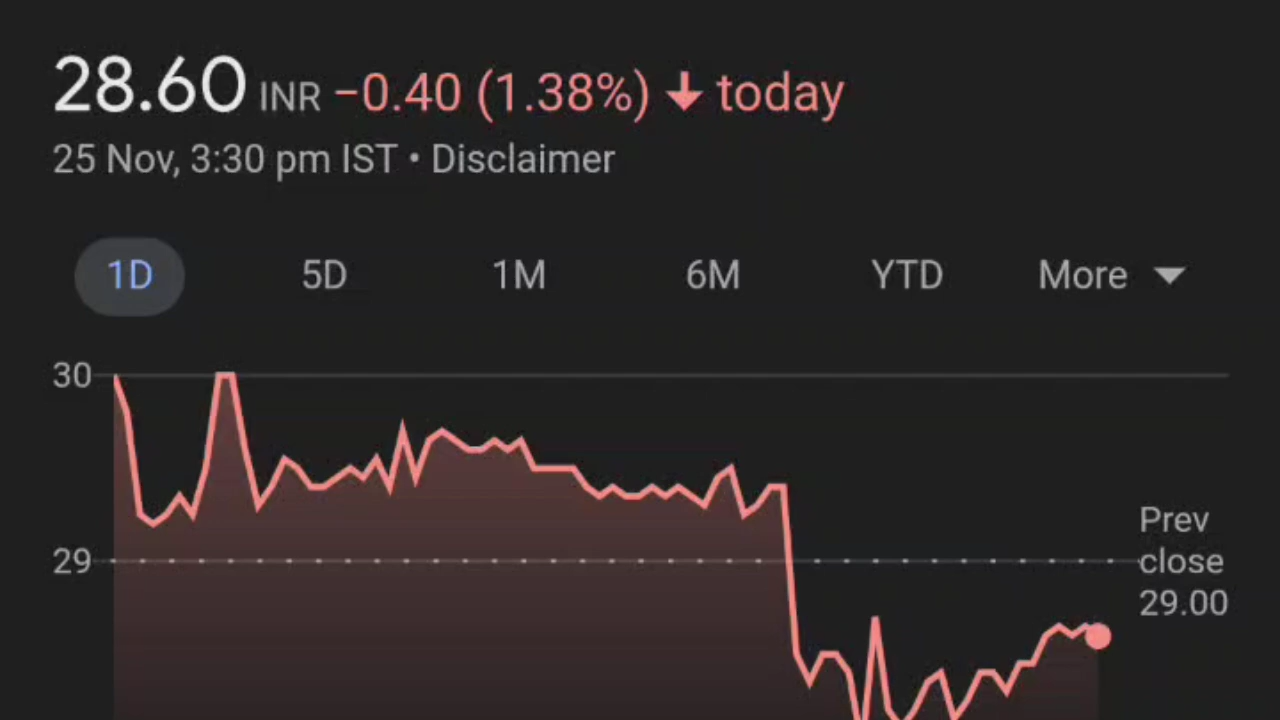 28.60 INR −0.40 (1.38%) ↓ today
25 Nov, 3:30 pm IST • Disclaimer
1D 5D 1M 6M YTD More
30
29
Prev
close
29.00